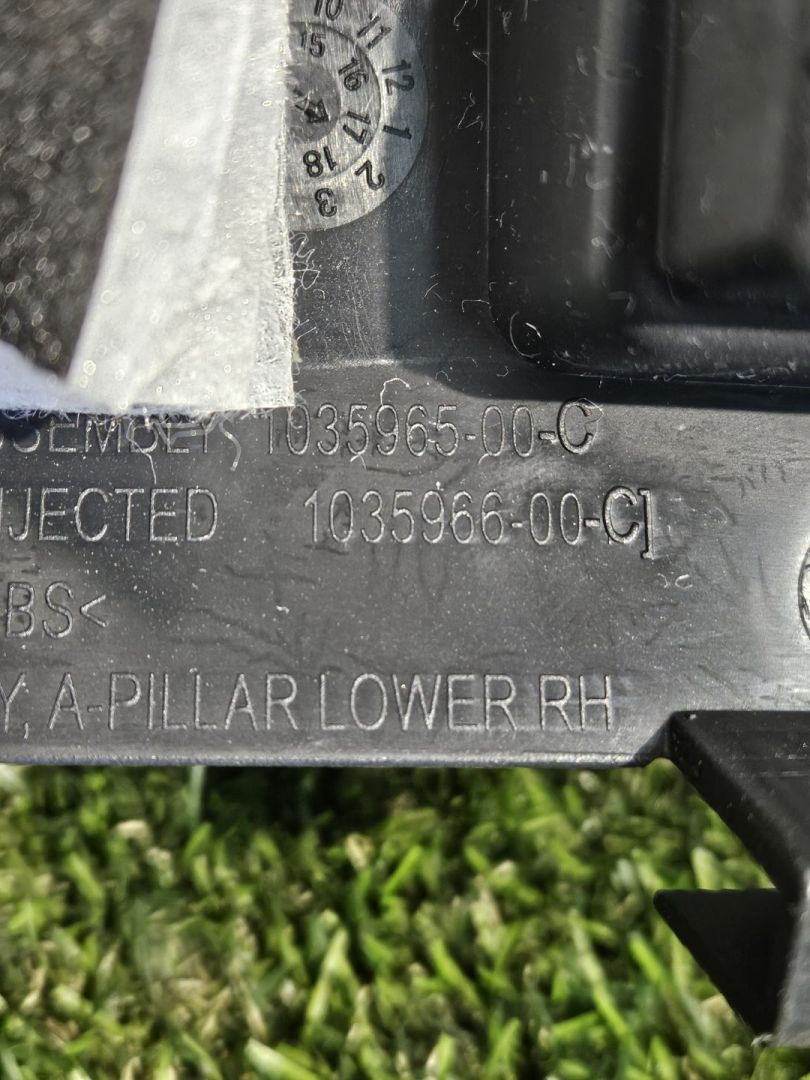 10
11
12
1
2
3
15
16
17
18
SSEMBLY 1035965-00-C
JECTED 1035966-00-C]
BS<
Y, A-PILLAR LOWER RH